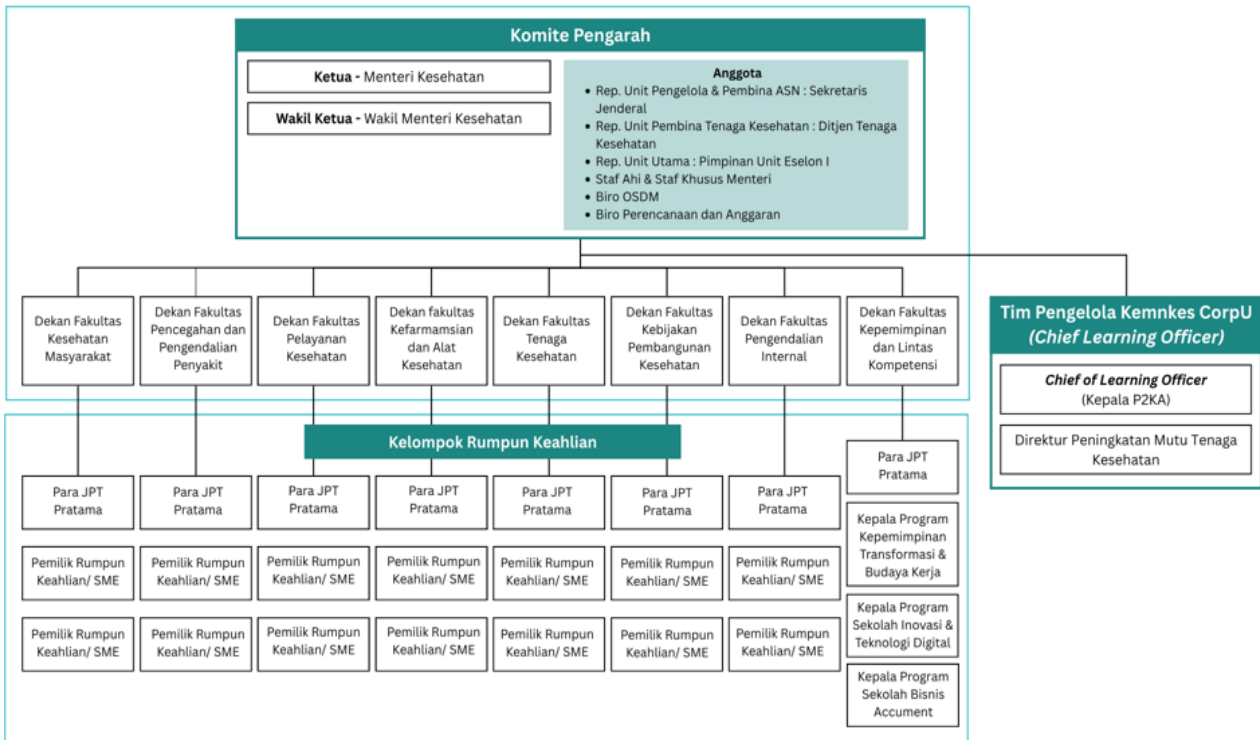 Komite Pengarah
Ketua - Menteri Kesehatan
Wakil Ketua - Wakil Menteri Kesehatan
Anggota
• Rep. Unit Pengelola & Pembina ASN : Sekretaris
Jenderal
• Rep. Unit Pembina Tenaga Kesehatan : Ditjen Tenaga
Kesehatan
• Rep. Unit Utama : Pimpinan Unit Eselon I
• Staf Ahi & Staf Khusus Menteri
• Biro OSDM
• Biro Perencanaan dan Anggaran
Dekan Fakultas
Kesehatan
Masyarakat
Dekan Fakultas
Pencegahan dan
Pengendalian
Penyakit
Dekan Fakultas
Pelayanan
Kesehatan
Dekan fakultas
Kefarmamsian
dan Alat
Kesehatan
Dekan Fakultas
Tenaga
Kesehatan
Dekan Fakultas
Kebijakan
Pembangunan
Kesehatan
Dekan Fakultas
Pengendalian
Internal
Dekan Fakultas
Kepemimpinan
dan Lintas
Kompetensi
Tim Pengelola Kemnkes CorpU
(Chief Learning Officer)
Chief of Learning Officer
(Kepala P2KA)
Direktur Peningkatan Mutu Tenaga
Kesehatan
Kelompok Rumpun Keahlian
Para JPT
Pratama
Para JPT
Pratama
Para JPT
Pratama
Para JPT
Pratama
Para JPT
Pratama
Para JPT
Pratama
Para JPT
Pratama
Para JPT
Pratama
Pemilik Rumpun
Keahlian/ SME
Pemilik Rumpun
Keahlian/ SME
Pemilik Rumpun
Keahlian/ SME
Pemilik Rumpun
Keahlian/ SME
Pemilik Rumpun
Keahlian/ SME
Pemilik Rumpun
Keahlian/ SME
Pemilik Rumpun
Keahlian/ SME
Kepala Program
Kepemimpinan
Transformasi &
Budaya Kerja
Pemilik Rumpun
Keahlian/ SME
Pemilik Rumpun
Keahlian/ SME
Pemilik Rumpun
Keahlian/ SME
Pemilik Rumpun
Keahlian/ SME
Pemilik Rumpun
Keahlian/ SME
Pemilik Rumpun
Keahlian/ SME
Pemilik Rumpun
Keahlian/ SME
Kepala Program
Sekolah Inovasi &
Teknologi Digital
Kepala Program
Sekolah Bisnis
Accument